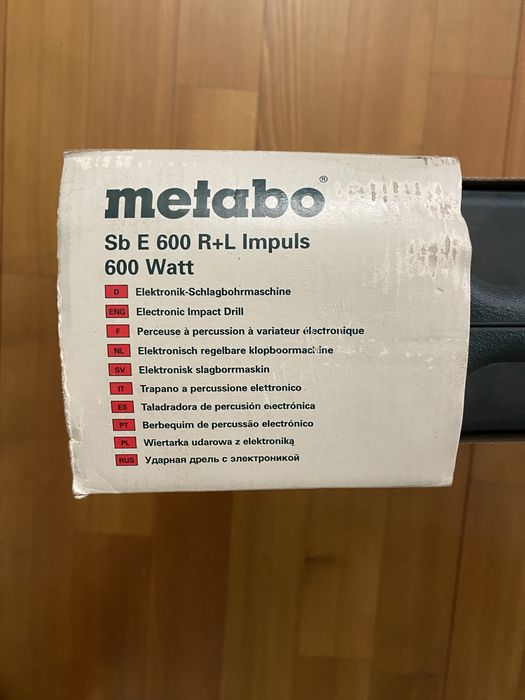 metabo®
Sb E 600 R+L Impuls
600 Watt
D Elektronik-Schlagbohrmaschine
ENG Electronic Impact Drill
F Perceuse à percussion à variateur électronique
NL Elektronisch regelbare klopboormachine
SV Elektronisk slagborrmaskin
IT Trapano a percussione elettronico
ES Taladradora de percusión electrónica
PT Berbequim de percussão electrónico
PL Wiertarka udarowa z elektroniką
RUS Ударная дрель с электроникой